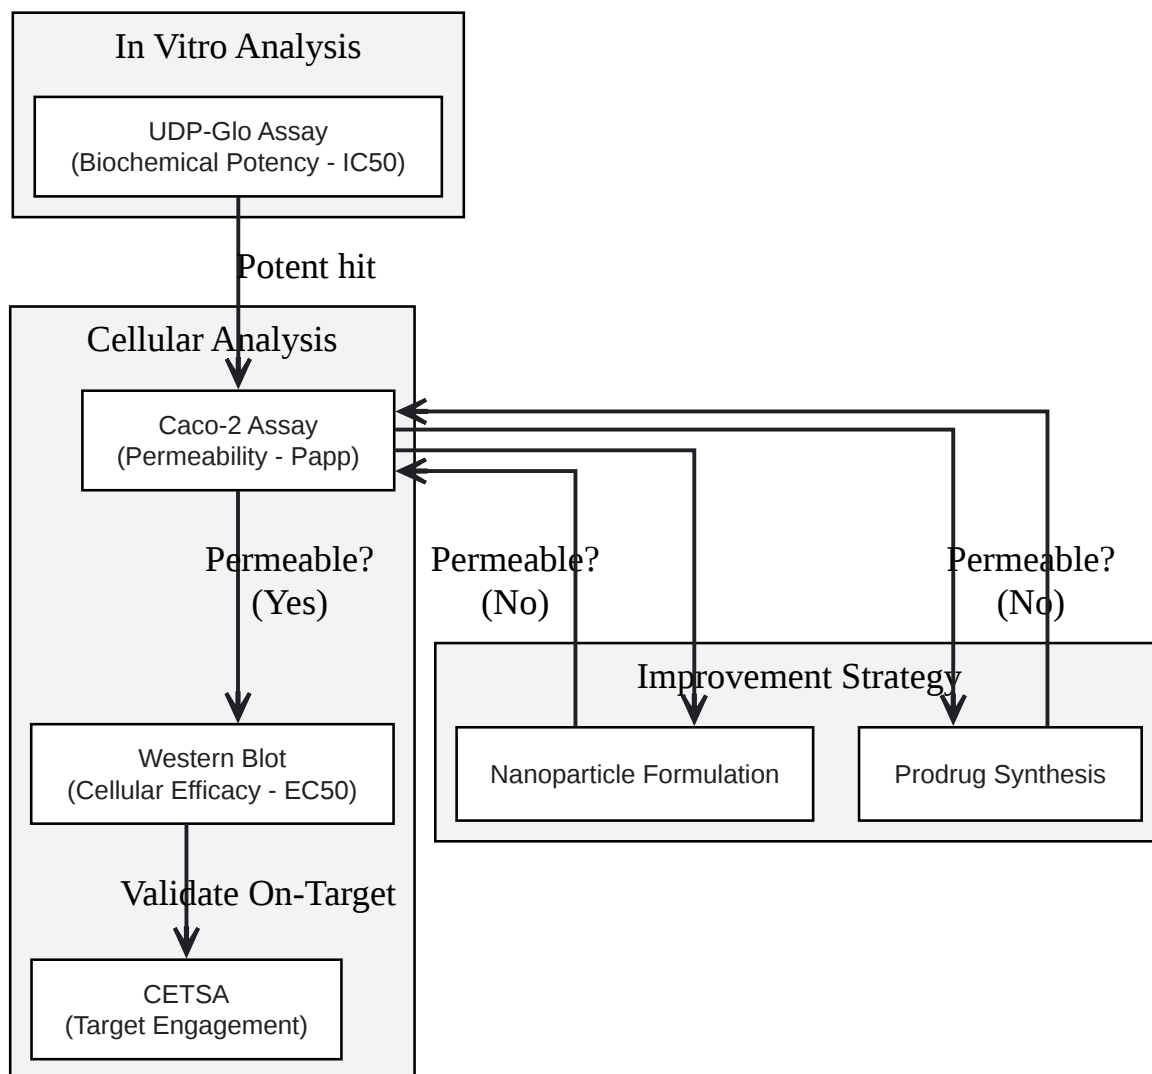 In Vitro Analysis
UDP-Glo Assay
(Biochemical Potency - IC50)
Potent hit
Cellular Analysis
Caco-2 Assay
(Permeability - Papp)
Permeable?
(Yes)
Permeable?
(No)
Permeable?
(No)
Improvement Strategy
Western Blot
(Cellular Efficacy - EC50)
Nanoparticle Formulation
Prodrug Synthesis
Validate On-Target
CETSA
(Target Engagement)